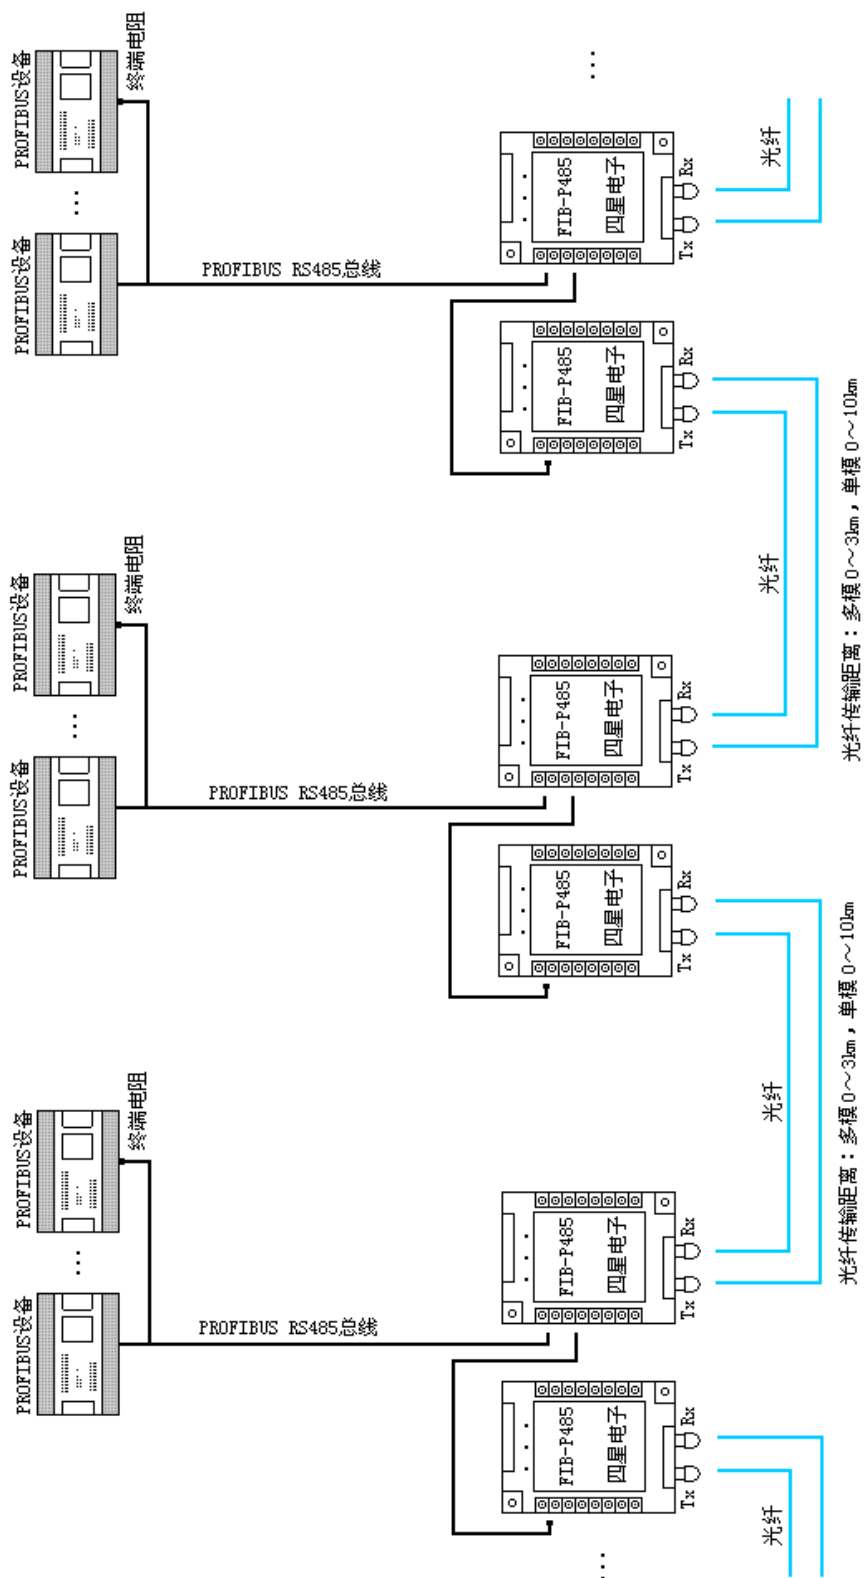 PROFIBUS设备
终端电阻
PROFIBUS设备
PROFIBUS RS485总线
FIB-P485
四星电子
Tx
Rx
光纤
FIB-P485
四星电子
Tx
Rx
光纤
光纤传输距离：多模0～3km，单模0～10km
PROFIBUS设备
终端电阻
PROFIBUS设备
PROFIBUS RS485总线
FIB-P485
四星电子
Tx
Rx
FIB-P485
四星电子
Tx
Rx
光纤
光纤传输距离：多模0～3km，单模0～10km
PROFIBUS设备
终端电阻
PROFIBUS设备
PROFIBUS RS485总线
FIB-P485
四星电子
Tx
Rx
FIB-P485
四星电子
Tx
Rx
光纤